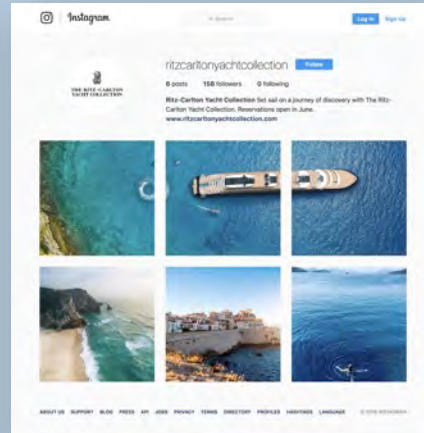 Instagram
Search
Log In
Sign Up
ritzcarltonyachtcollection
Follow
6 posts 158 followers 0 following
THE RITZ-CARLTON
YACHT COLLECTION
Ritz-Carlton Yacht Collection Set sail on a journey of discovery with The Ritz-
Carlton Yacht Collection. Reservations open in June.
www.ritzcarltonyachtcollection.com
ABOUT US SUPPORT BLOG PRESS API JOBS PRIVACY TERMS DIRECTORY PROFILES HASHTAGS LANGUAGE
INSTAGRAM